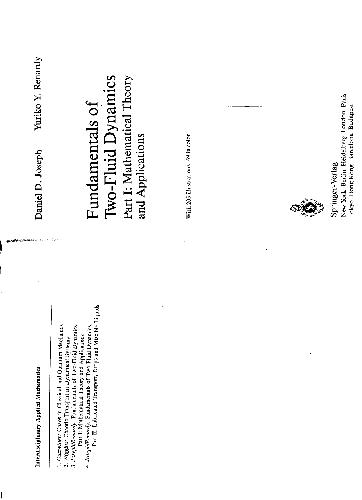 Interdisciplinary Applied Mathematics
1. Gutzwiller: Chaos in Classical and Quantum Mechanics
2. Wiggins: Chaotic Transport in Dynamical Systems
3. Joseph/Renardy: Fundamentals of Two-Fluid Dynamics:
Part I: Mathematical Theory and Applications
4. Joseph/Renardy: Fundamentals of Two-Fluid Dynamics:
Part II: Lubricated Transport, Drops and Miscible Liquids
Daniel D. Joseph Yuriko Y. Renardy
Fundamentals of
Two-Fluid Dynamics
Part I: Mathematical Theory
and Applications
With 205 Illustrations, in color
Springer-Verlag
New York Berlin Heidelberg London Paris
Tokyo Hong Kong Barcelona Budapest